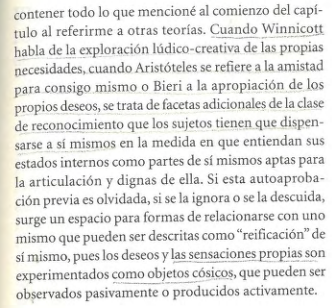 contener todo lo que mencioné al comienzo del capí-
tulo al referirme a otras teorías. Cuando Winnicott
habla de la exploración lúdico-creativa de las propias
necesidades, cuando Aristóteles se refiere a la amistad
para consigo mismo o Bieri a la apropiación de los
propios deseos, se trata de facetas adicionales de la clase
de reconocimiento que los sujetos tienen que dispen-
sarse a sí mismos en la medida en que entiendan sus
estados internos como partes de sí mismos aptas para
la articulación y dignas de ella. Si esta autoaproba-
ción previa es olvidada, si se la ignora o se la descuida,
surge un espacio para formas de relacionarse con uno
mismo que pueden ser descritas como “reificación” de
sí mismo, pues los deseos y las sensaciones propias son
experimentados como objetos cósicos, que pueden ser
observados pasivamente o producidos activamente.